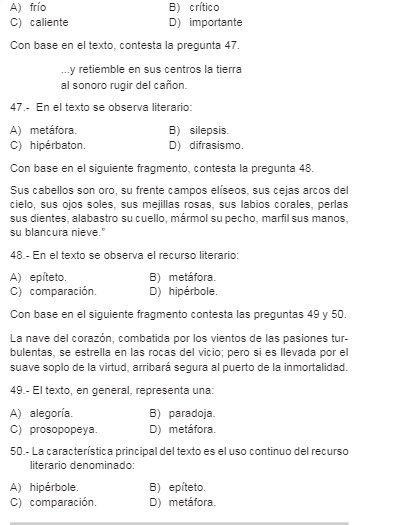 A) frío B) crítico
C) caliente D) importante
Con base en el texto, contesta la pregunta 47.
...y retiemble en sus centros la tierra
al sonoro rugir del cañon.
47.- En el texto se observa literario:
A) metáfora. B) silepsis.
C) hipérbaton. D) difrasismo.
Con base en el siguiente fragmento, contesta la pregunta 48.
Sus cabellos son oro, su frente campos elíseos, sus cejas arcos del
cielo, sus ojos soles, sus mejillas rosas, sus labios corales, perlas
sus dientes, alabastro su cuello, mármol su pecho, marfil sus manos,
su blancura nieve."
48.- En el texto se observa el recurso literario:
A) epíteto. B) metáfora.
C) comparación. D) hipérbole.
Con base en el siguiente fragmento contesta las preguntas 49 y 50.
La nave del corazón, combatida por los vientos de las pasiones tur-
bulentas, se estrella en las rocas del vicio; pero si es llevada por el
suave soplo de la virtud, arribará segura al puerto de la inmortalidad.
49.- El texto, en general, representa una:
A) alegoría. B) paradoja.
C) prosopopeya. D) metáfora.
50.- La característica principal del texto es el uso continuo del recurso
literario denominado:
A) hipérbole. B) epíteto.
C) comparación. D) metáfora.